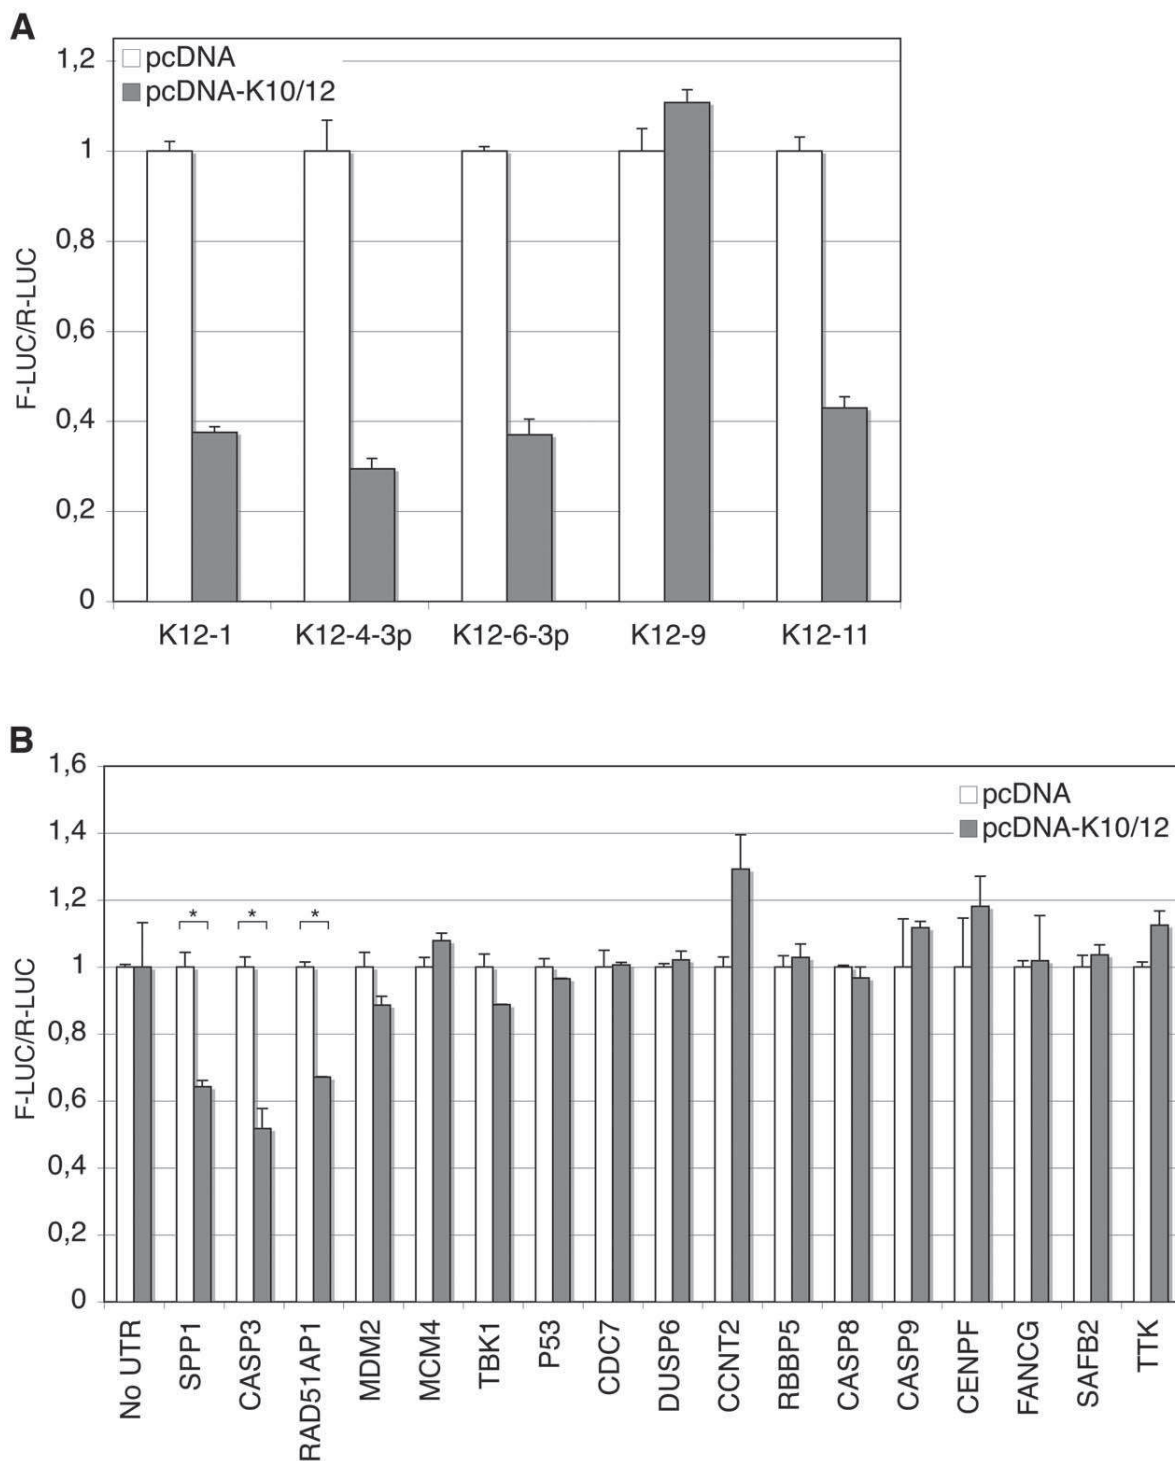 A
1,2
pcDNA
pcDNA-K10/12
1
0,8
0,6
0,4
0,2
0
F-LUC/R-LUC
K12-1 K12-4-3p K12-6-3p K12-9 K12-11
B
1,6
pcDNA
1,4
pcDNA-K10/12
1,2
* * *
1
0,8
0,6
0,4
0,2
0
F-LUC/R-LUC
No UTR
SPP1
CASP3
RAD51AP1
MDM2
MCM4
TBK1
P53
CDC7
DUSP6
CCNT2
RBBP5
CASP8
CASP9
CENPF
FANCG
SAFB2
TTK